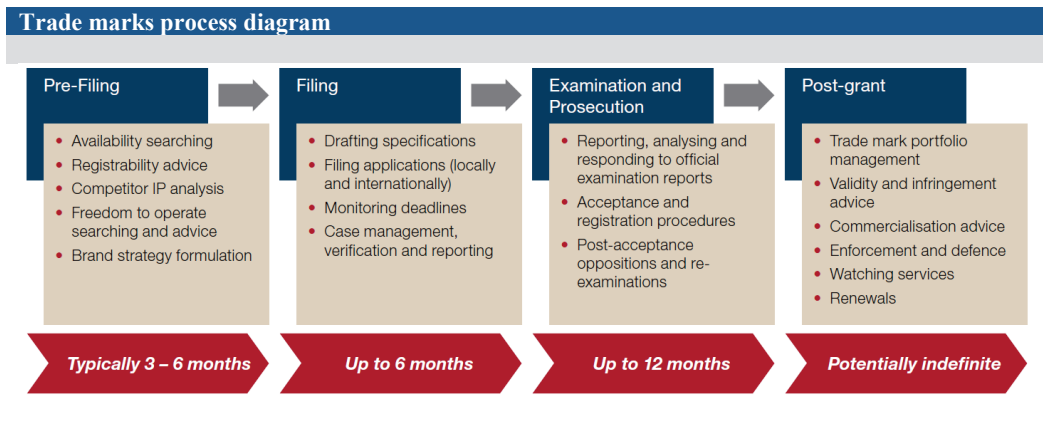 Trade marks process diagram
Pre-Filing
• Availability searching
• Registrability advice
• Competitor IP analysis
• Freedom to operate
searching and advice
• Brand strategy formulation
Typically 3 – 6 months
Filing
• Drafting specifications
• Filing applications (locally
and internationally)
• Monitoring deadlines
• Case management,
verification and reporting
Up to 6 months
Examination and
Prosecution
• Reporting, analysing and
responding to official
examination reports
• Acceptance and
registration procedures
• Post-acceptance
oppositions and re-
examinations
Up to 12 months
Post-grant
• Trade mark portfolio
management
• Validity and infringement
advice
• Commercialisation advice
• Enforcement and defence
• Watching services
• Renewals
Potentially indefinite